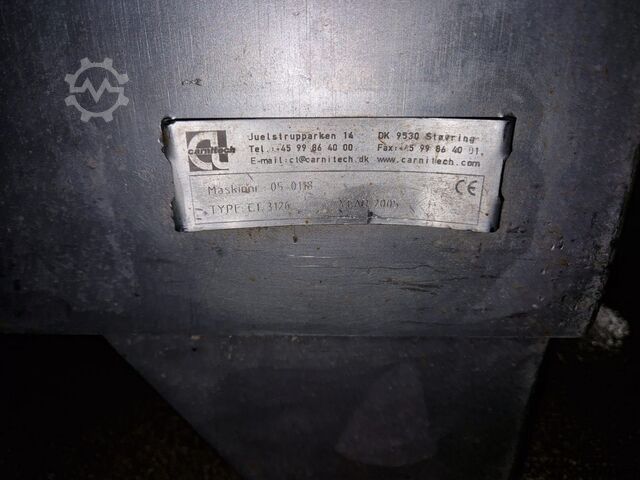 carnitech
Juelstrupparken 14 DK 9530 Støvring
Tel.:+45 99 86 40 00 Fax:+45 99 86 40 01.
E-mail:ct@carnitech.dk www.carnitech.com
Maskinnr. 05-0118 CE
TYPE: CT.3126 YEAR 2005